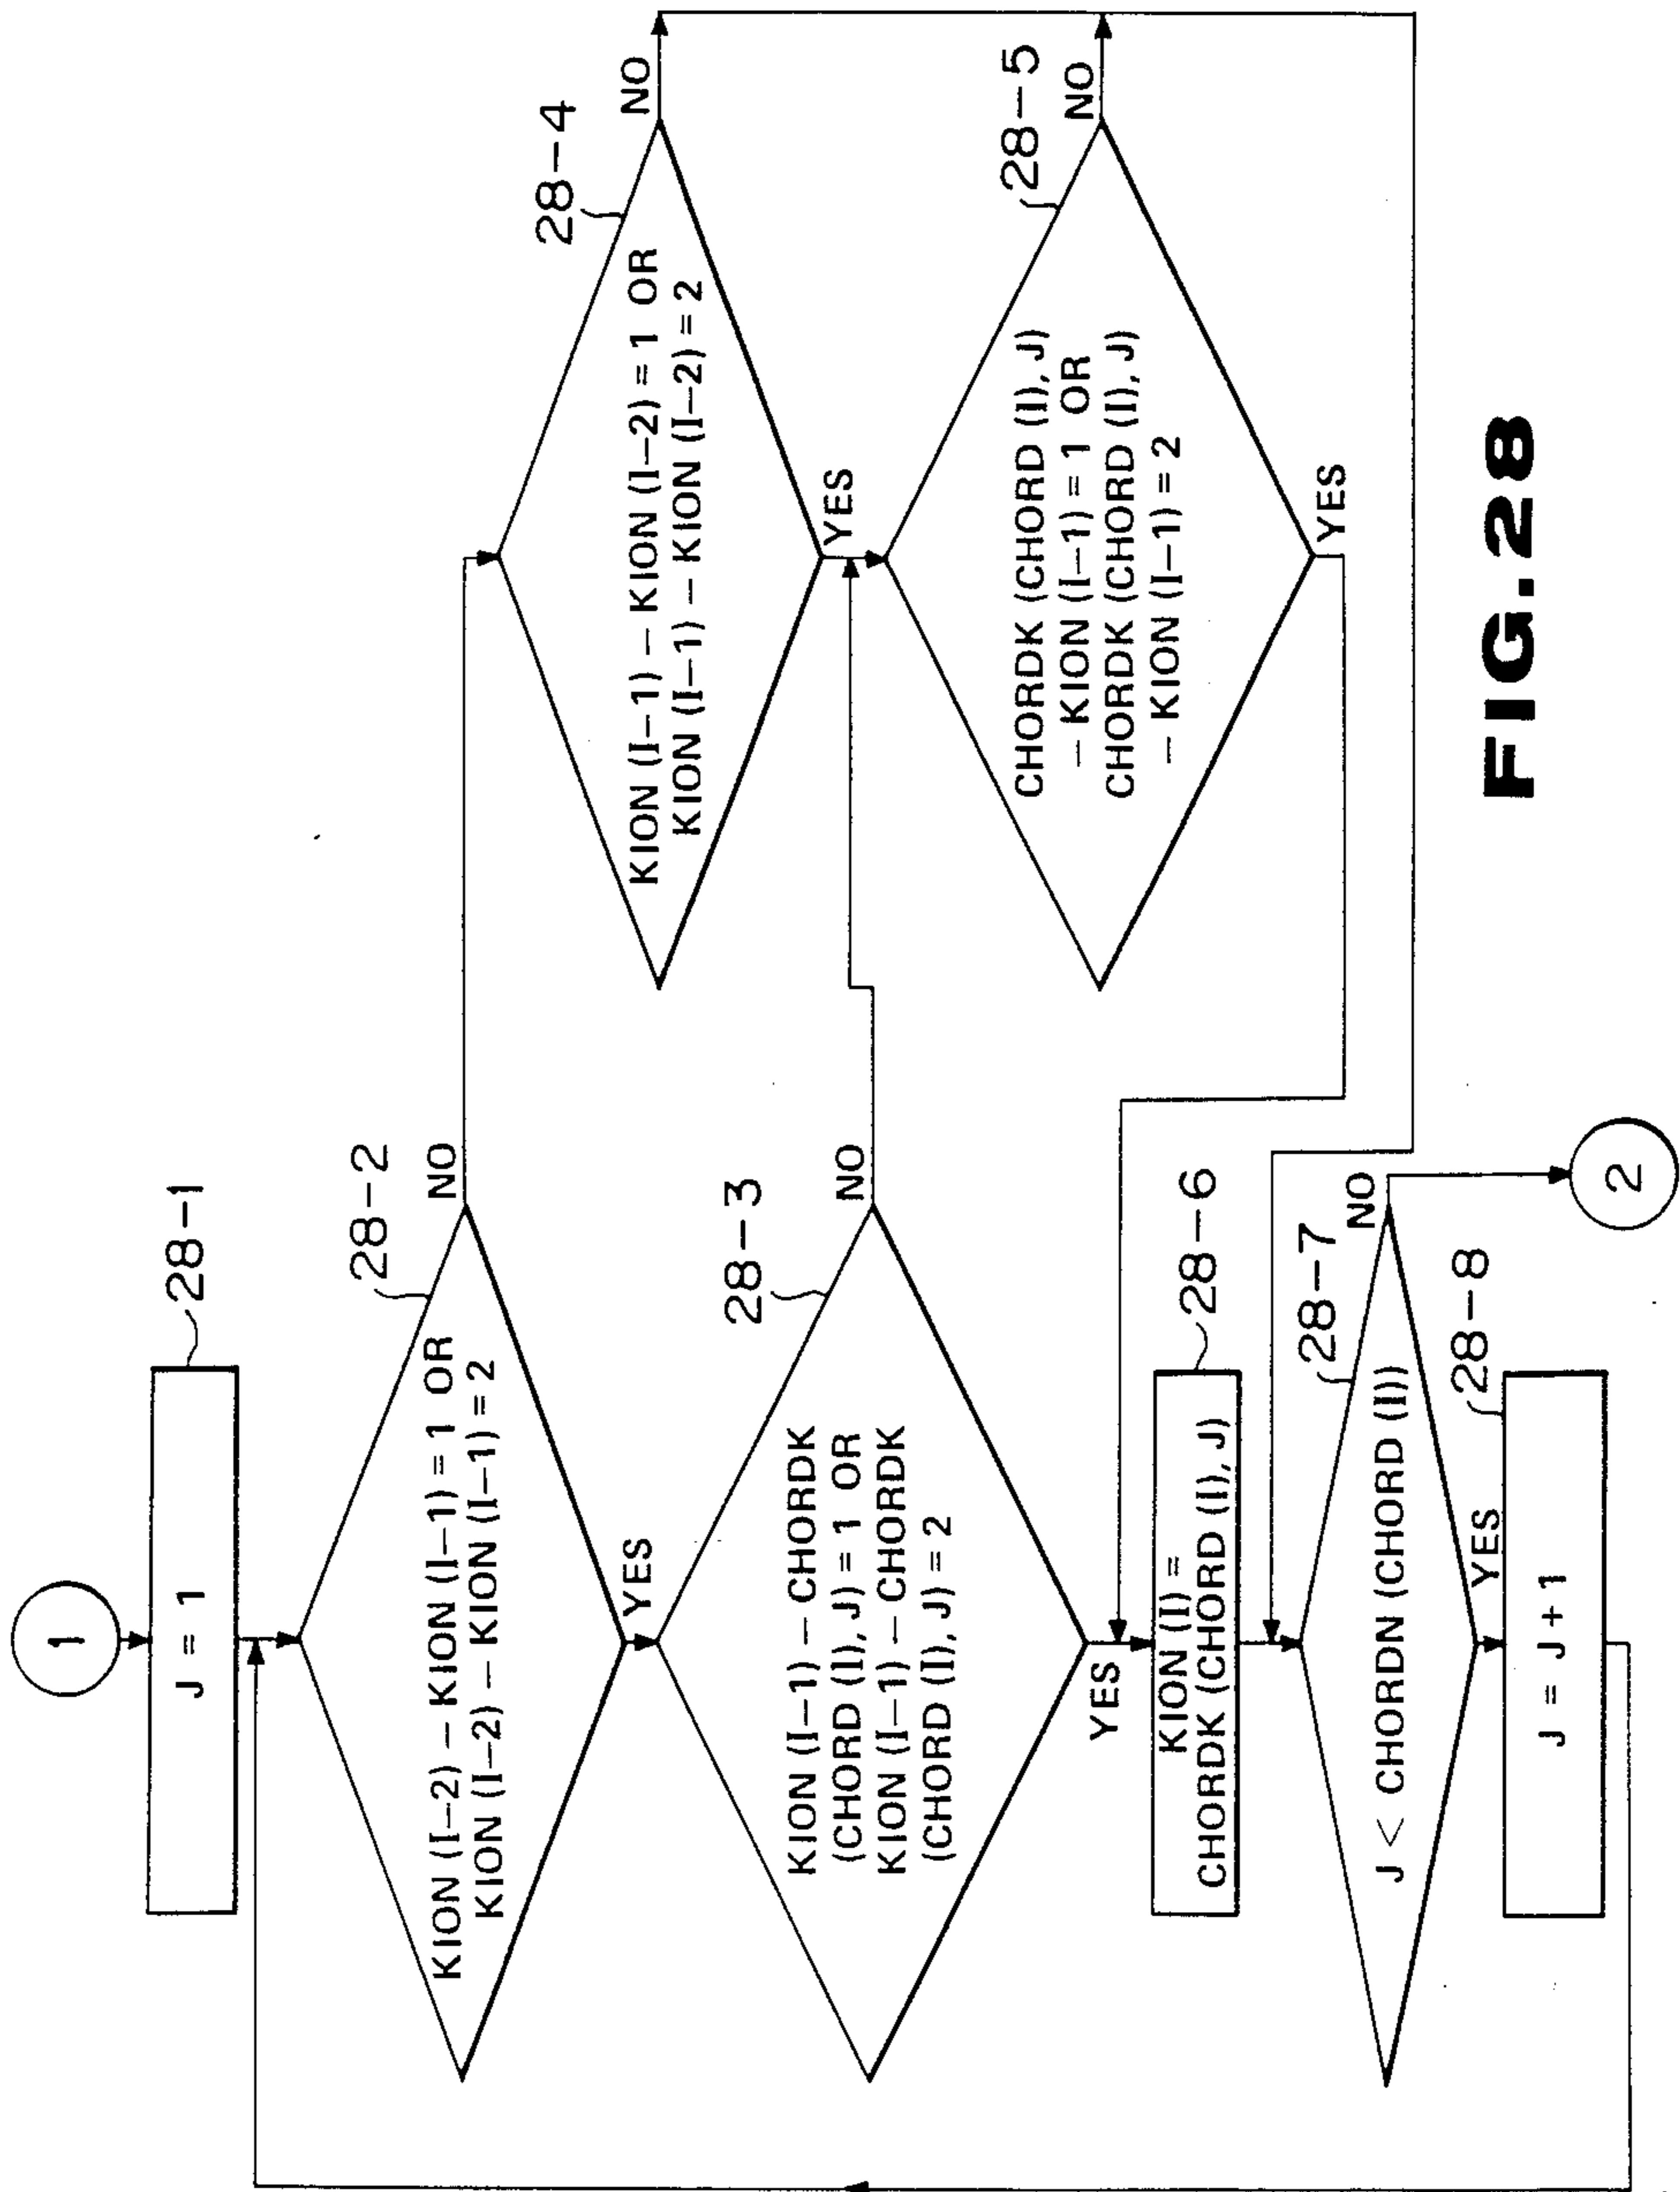 1
28-1
J = 1
28-2
KION (I-2) - KION (I-1) = 1 OR
KION (I-2) - KION (I-1) = 2
NO
YES
28-3
KION (I-1) - CHORDK
(CHORD (I), J) = 1 OR
KION (I-1) - CHORDK
(CHORD (I), J) = 2
NO
YES
28-4
KION (I-1) - KION (I-2) = 1 OR
KION (I-1) - KION (I-2) = 2
NO
YES
28-5
CHORDK (CHORD (I), J)
- KION (I-1) = 1 OR
CHORDK (CHORD (I), J)
- KION (I-1) = 2
NO
YES
28-6
KION (I) =
CHORDK (CHORD (I), J)
28-7
J < CHORDN (CHORD (I))
NO
YES
28-8
J = J + 1
2
FIG.28